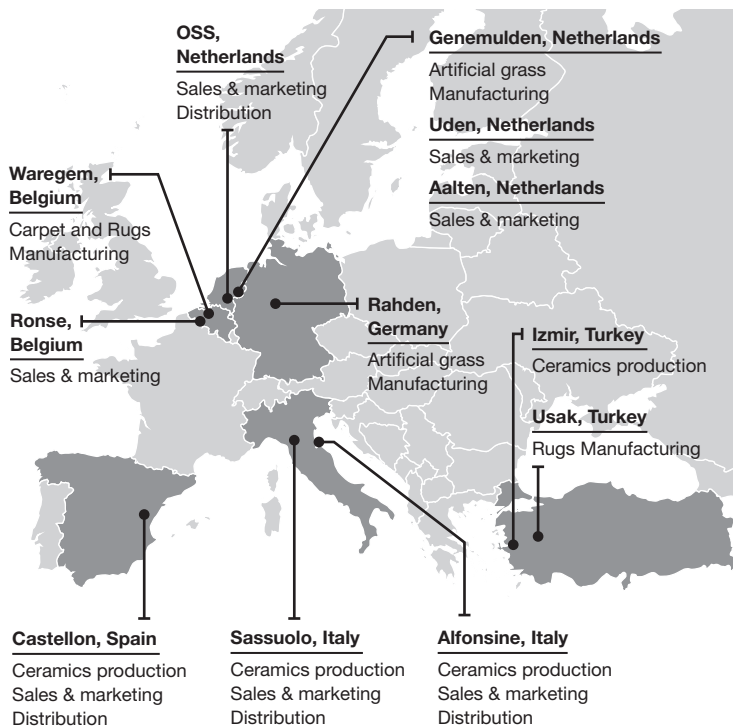 OSS,
Netherlands
Sales & marketing
Distribution
Genemulden, Netherlands
Artificial grass
Manufacturing
Uden, Netherlands
Sales & marketing
Aalten, Netherlands
Sales & marketing
Waregem,
Belgium
Carpet and Rugs
Manufacturing
Ronse,
Belgium
Sales & marketing
Rahden,
Germany
Artificial grass
Manufacturing
Izmir, Turkey
Ceramics production
Usak, Turkey
Rugs Manufacturing
Castellon, Spain
Ceramics production
Sales & marketing
Distribution
Sassuolo, Italy
Ceramics production
Sales & marketing
Distribution
Alfonsine, Italy
Ceramics production
Sales & marketing
Distribution